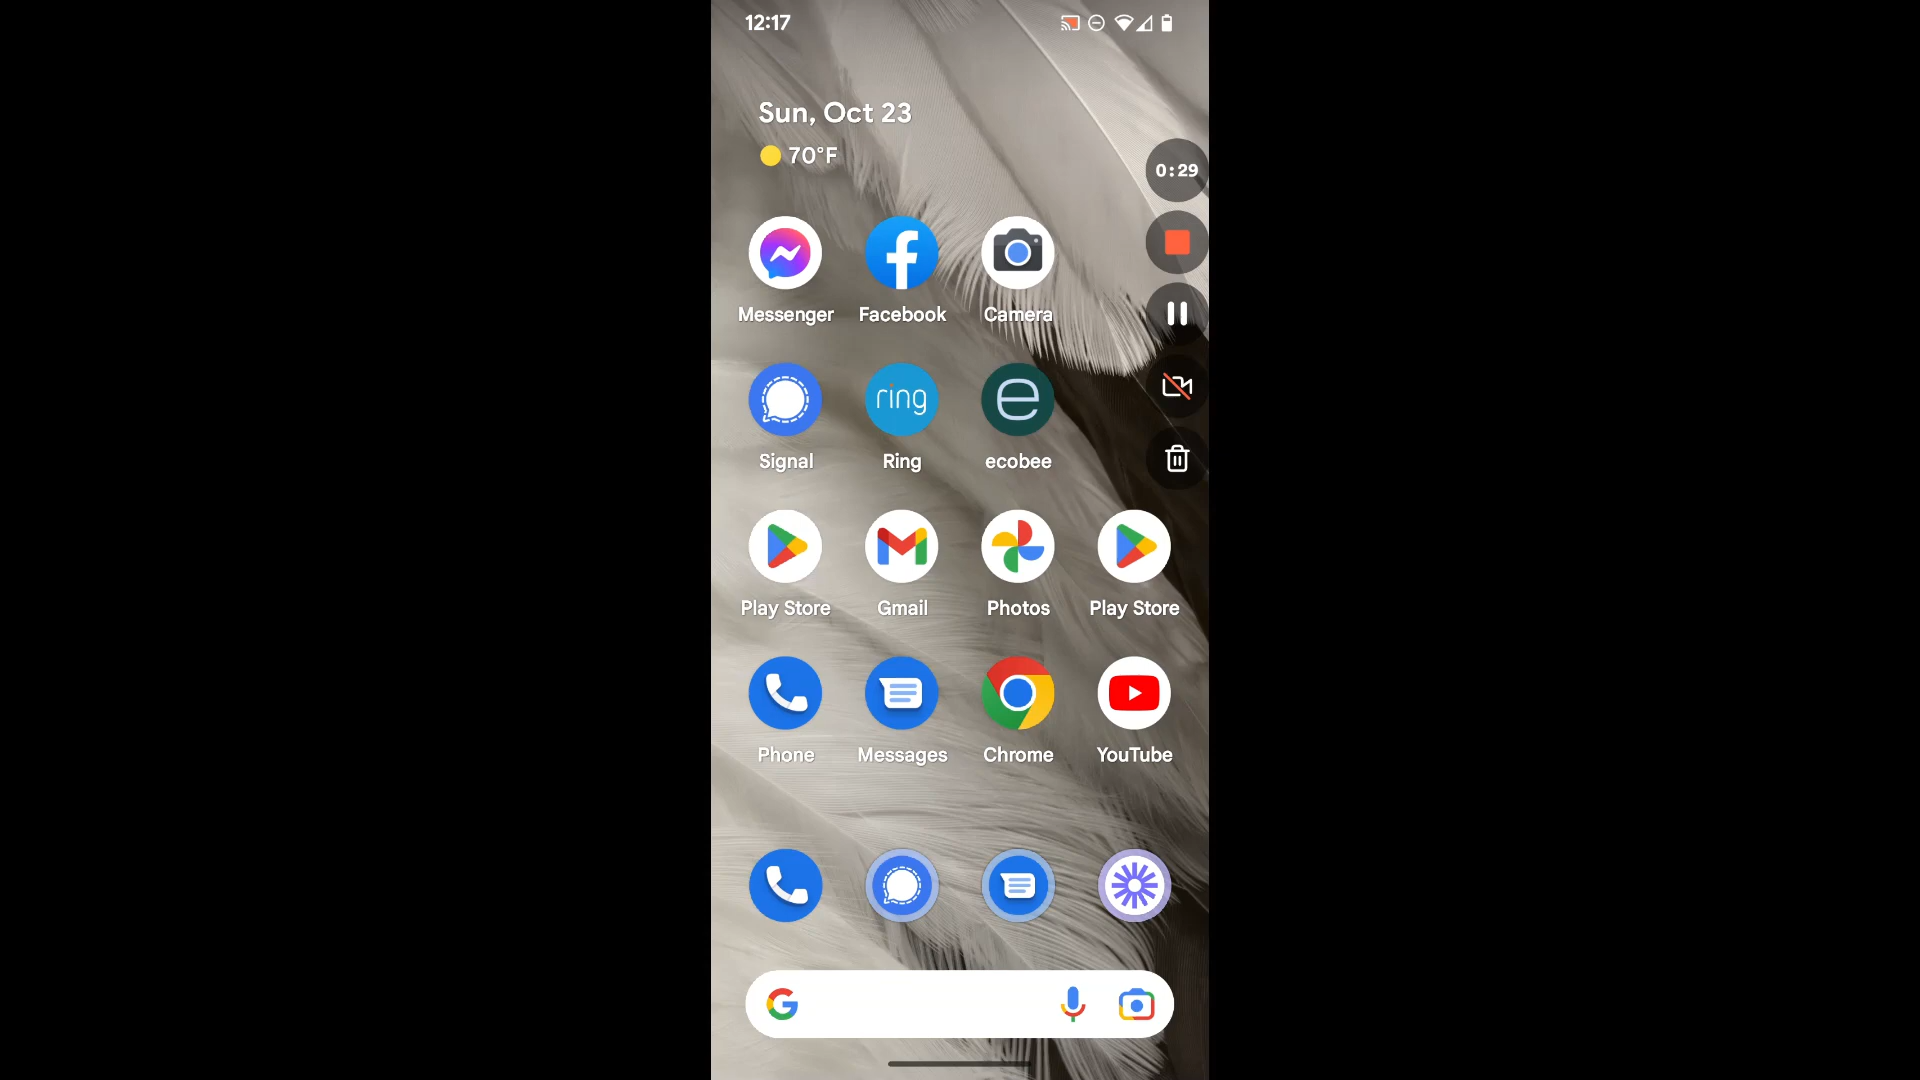 12:17
Sun, Oct 23
70°F
0:29
Messenger Facebook Camera
ring
e
Signal Ring ecobee
Play Store Gmail Photos Play Store
Phone Messages Chrome YouTube
G